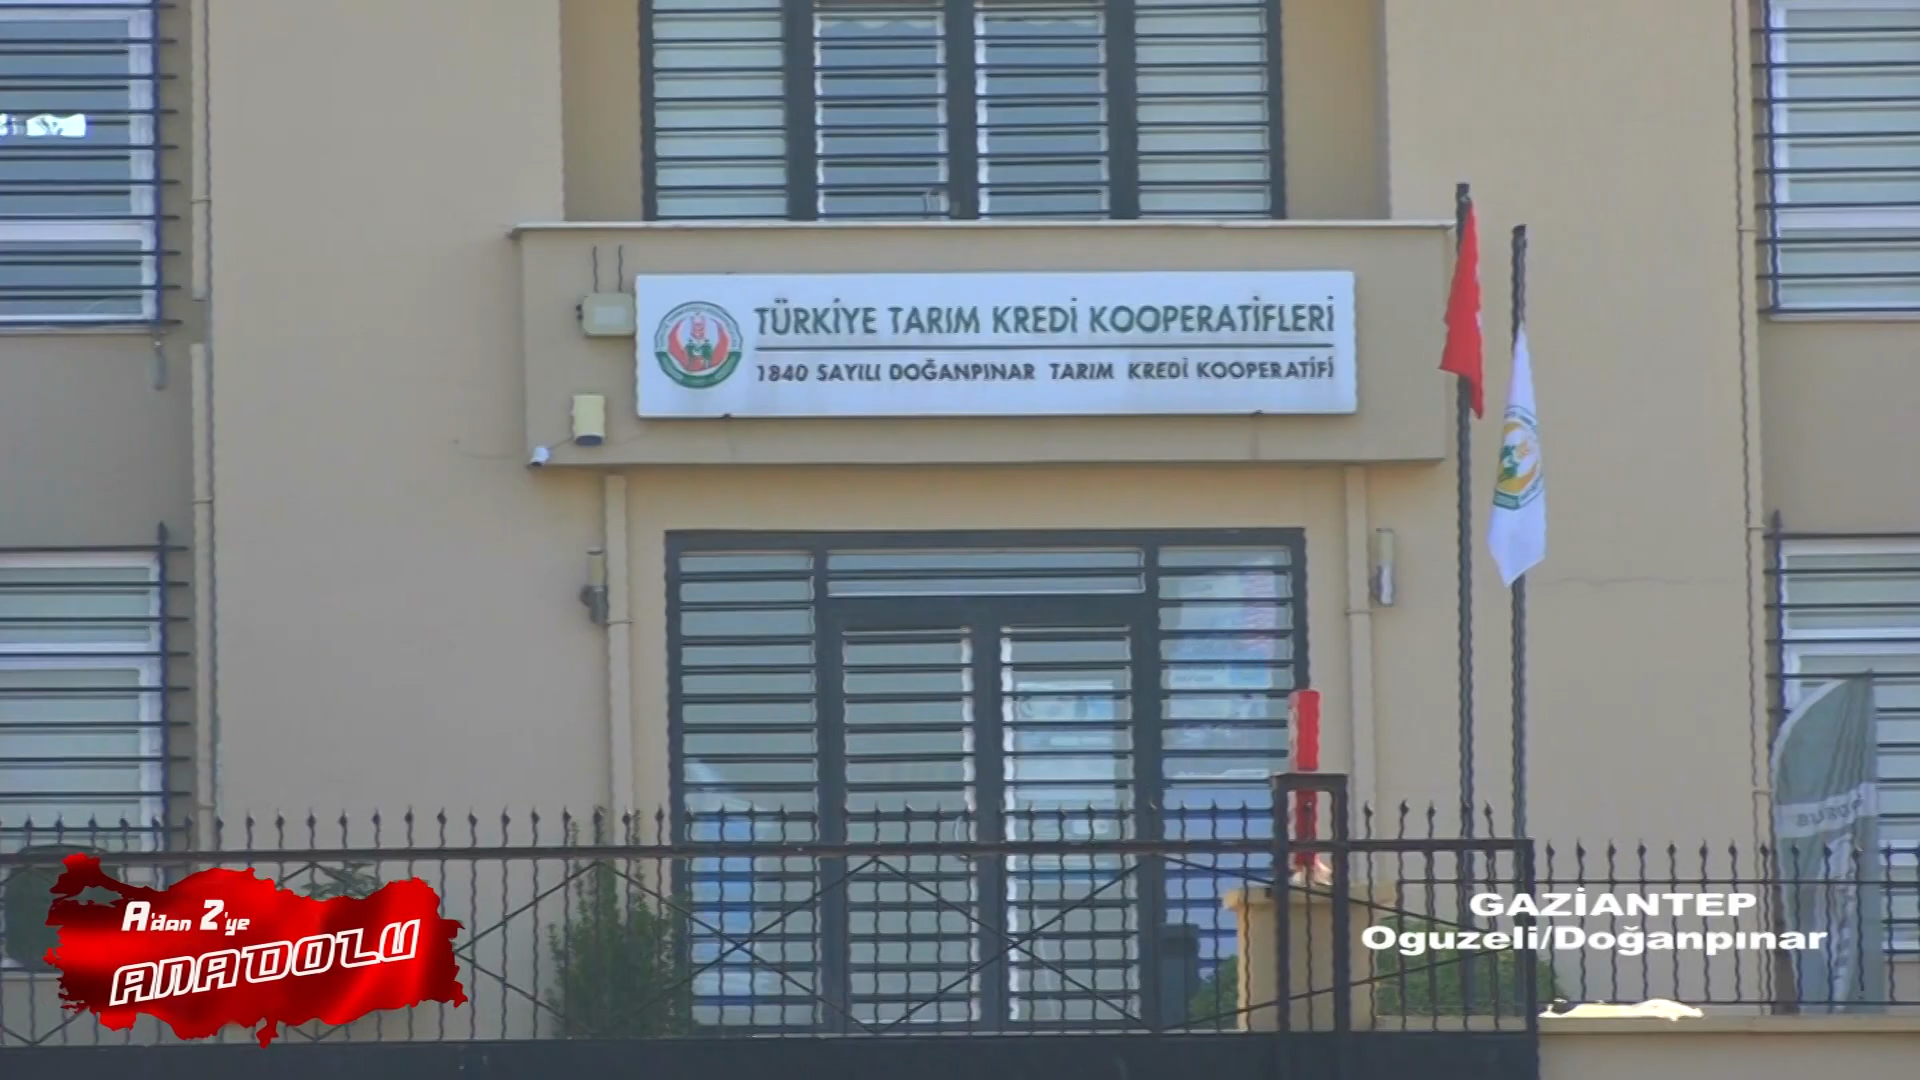 TÜRKİYE TARIM KREDİ KOOPERATİFLERİ
1840 SAYILI DOĞANPINAR TARIM KREDİ KOOPERATİFİ
A'dan Z'ye
ANADOLU
GAZİANTEP
Oguzeli/Doğanpınar